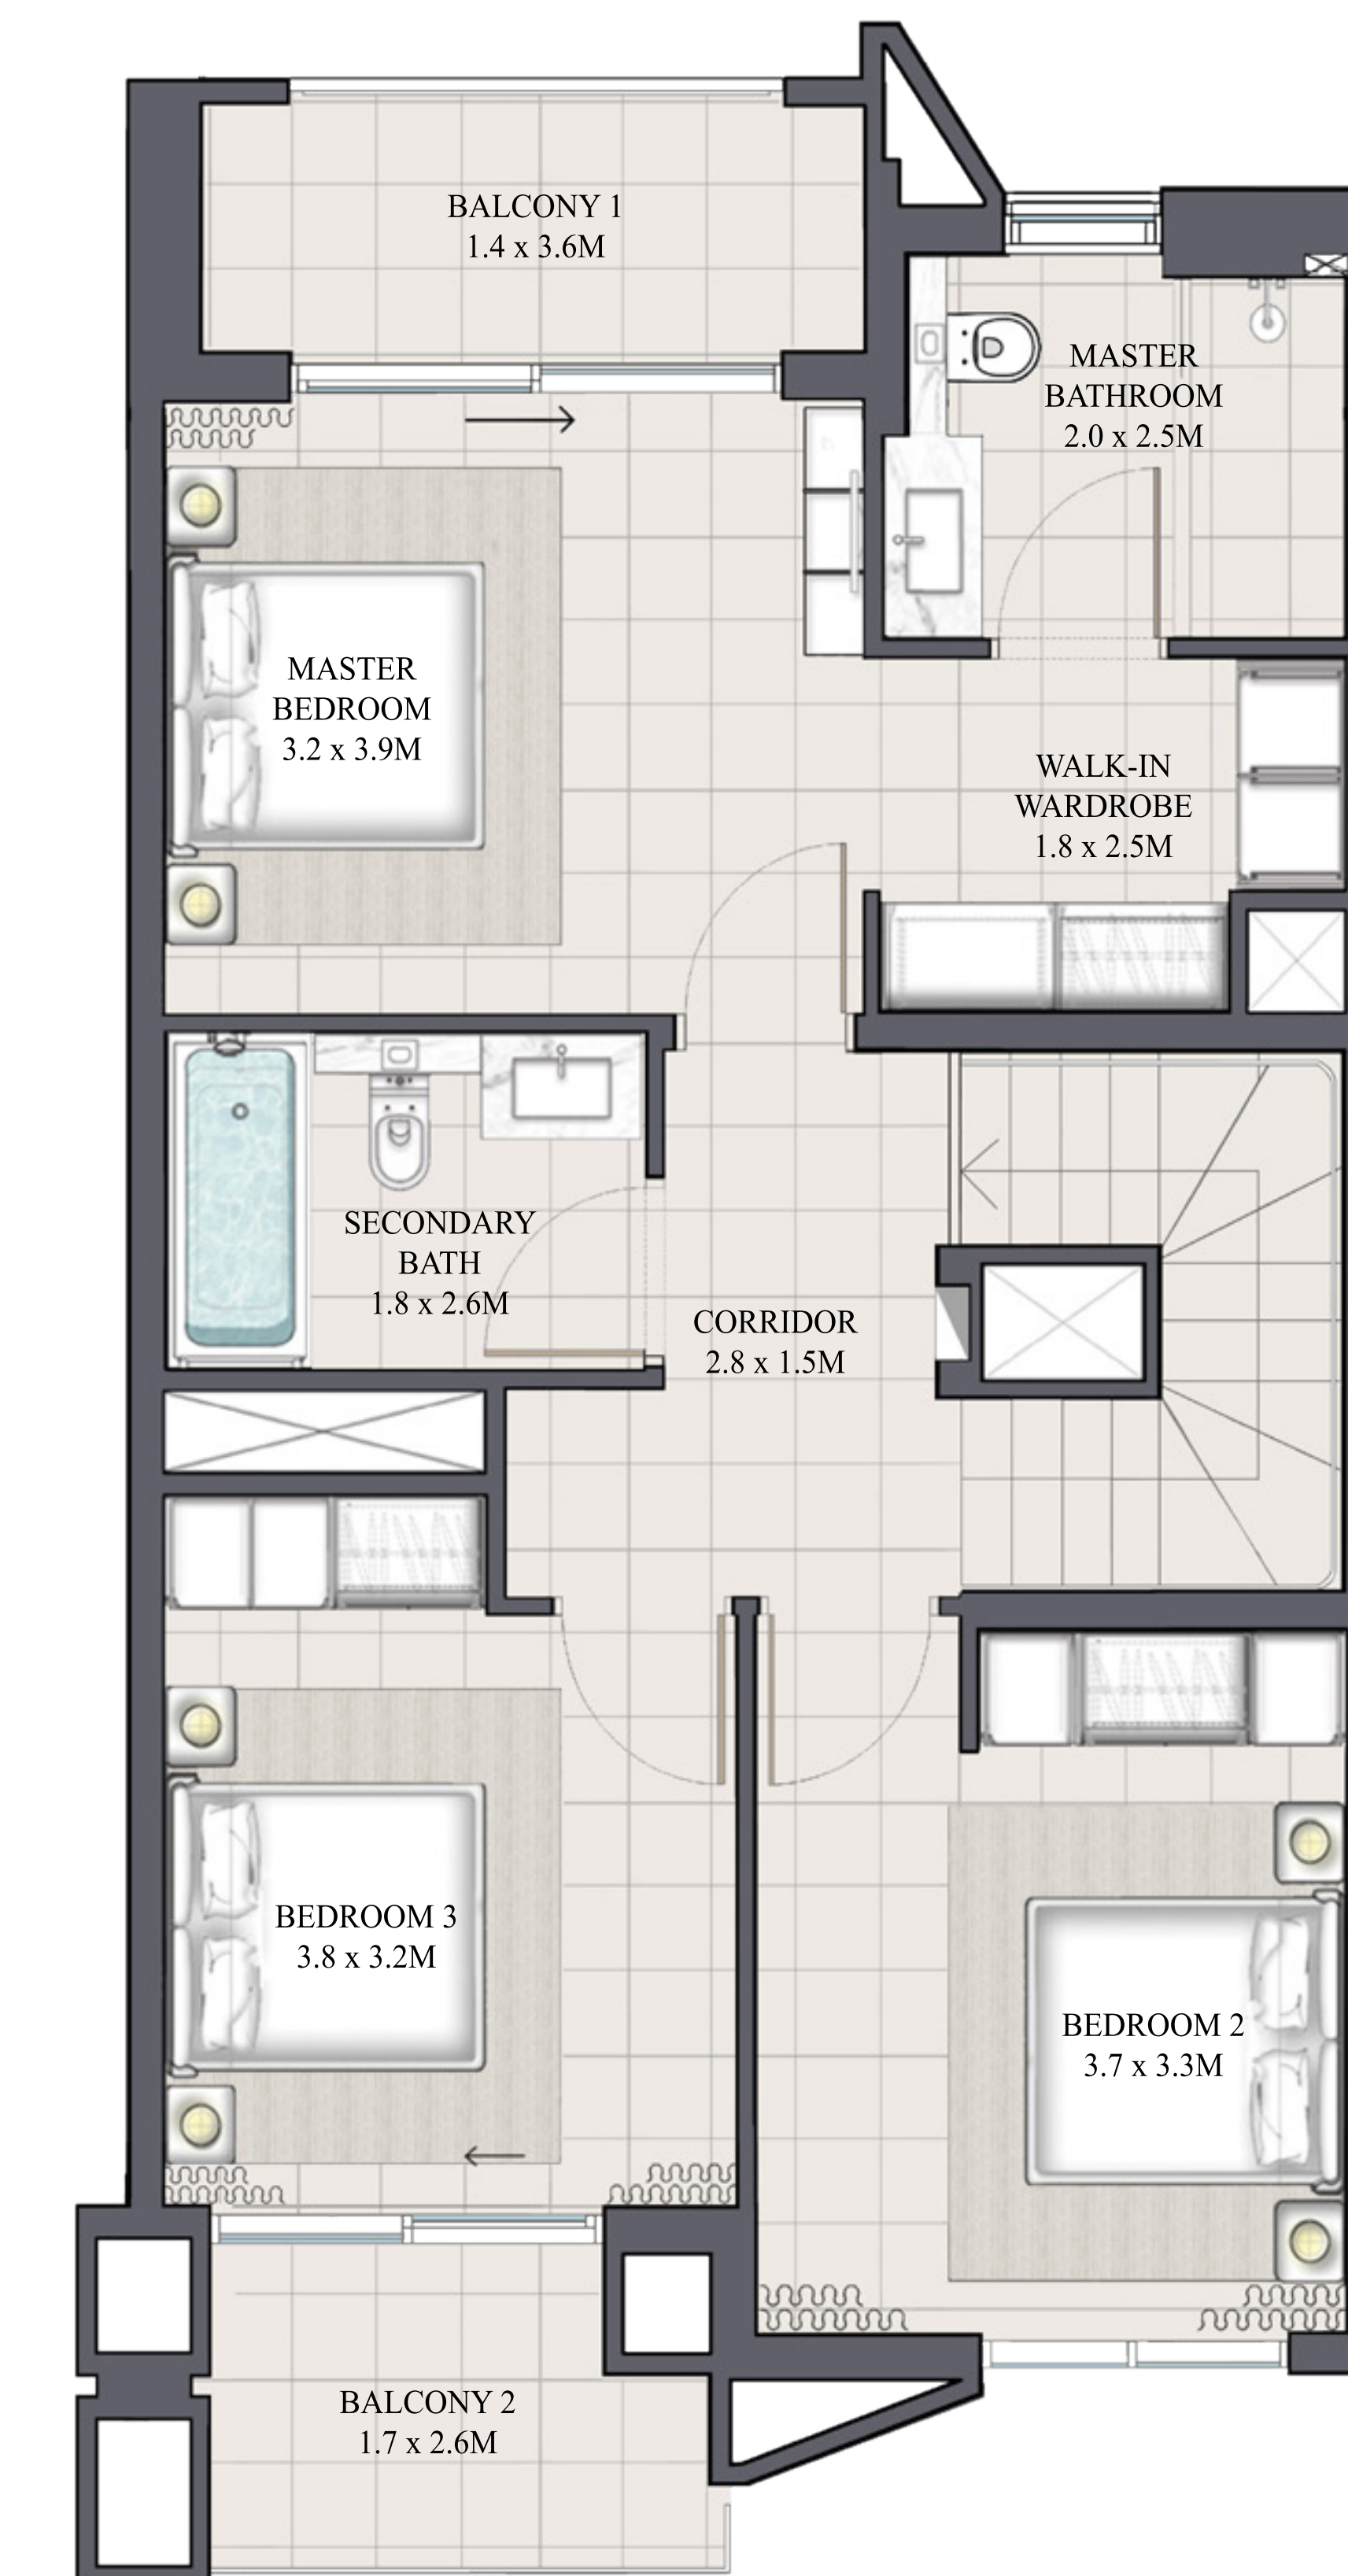 BALCONY 1
1.4 x 3.6M
MASTER
BATHROOM
2.0 x 2.5M
MASTER
BEDROOM
3.2 x 3.9M
WALK-IN
WARDROBE
1.8 x 2.5M
SECONDARY
BATH
1.8 x 2.6M
CORRIDOR
2.8 x 1.5M
BEDROOM 3
3.8 x 3.2M
BEDROOM 2
3.7 x 3.3M
BALCONY 2
1.7 x 2.6M